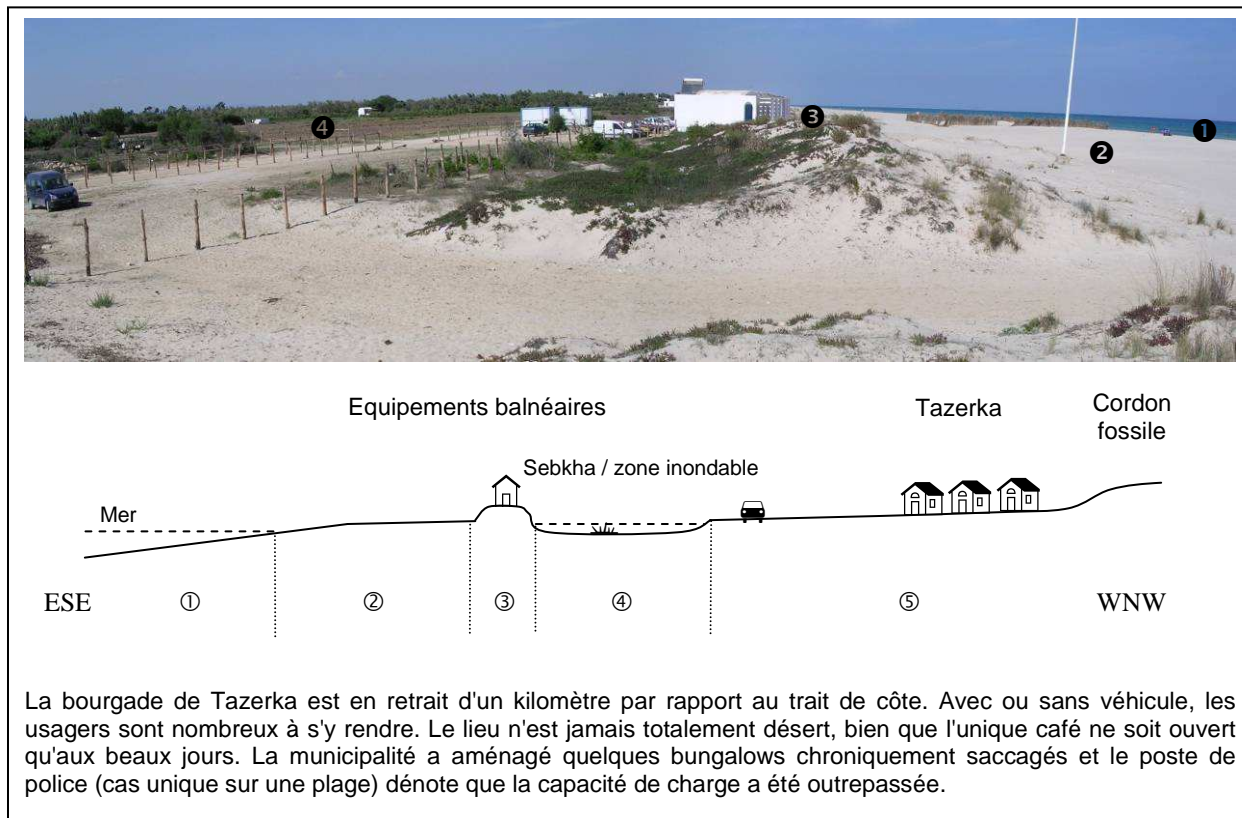 ❹ ❸ ❷ ❶
Equipements balnéaires
Tazerka
Cordon
fossile
Sebkha / zone inondable
Mer
ESE ① ② ③ ④ ⑤ WNW
La bourgade de Tazerka est en retrait d'un kilomètre par rapport au trait de côte. Avec ou sans véhicule, les
usagers sont nombreux à s'y rendre. Le lieu n'est jamais totalement désert, bien que l'unique café ne soit ouvert
qu'aux beaux jours. La municipalité a aménagé quelques bungalows chroniquement saccagés et le poste de
police (cas unique sur une plage) dénote que la capacité de charge a été outrepassée.